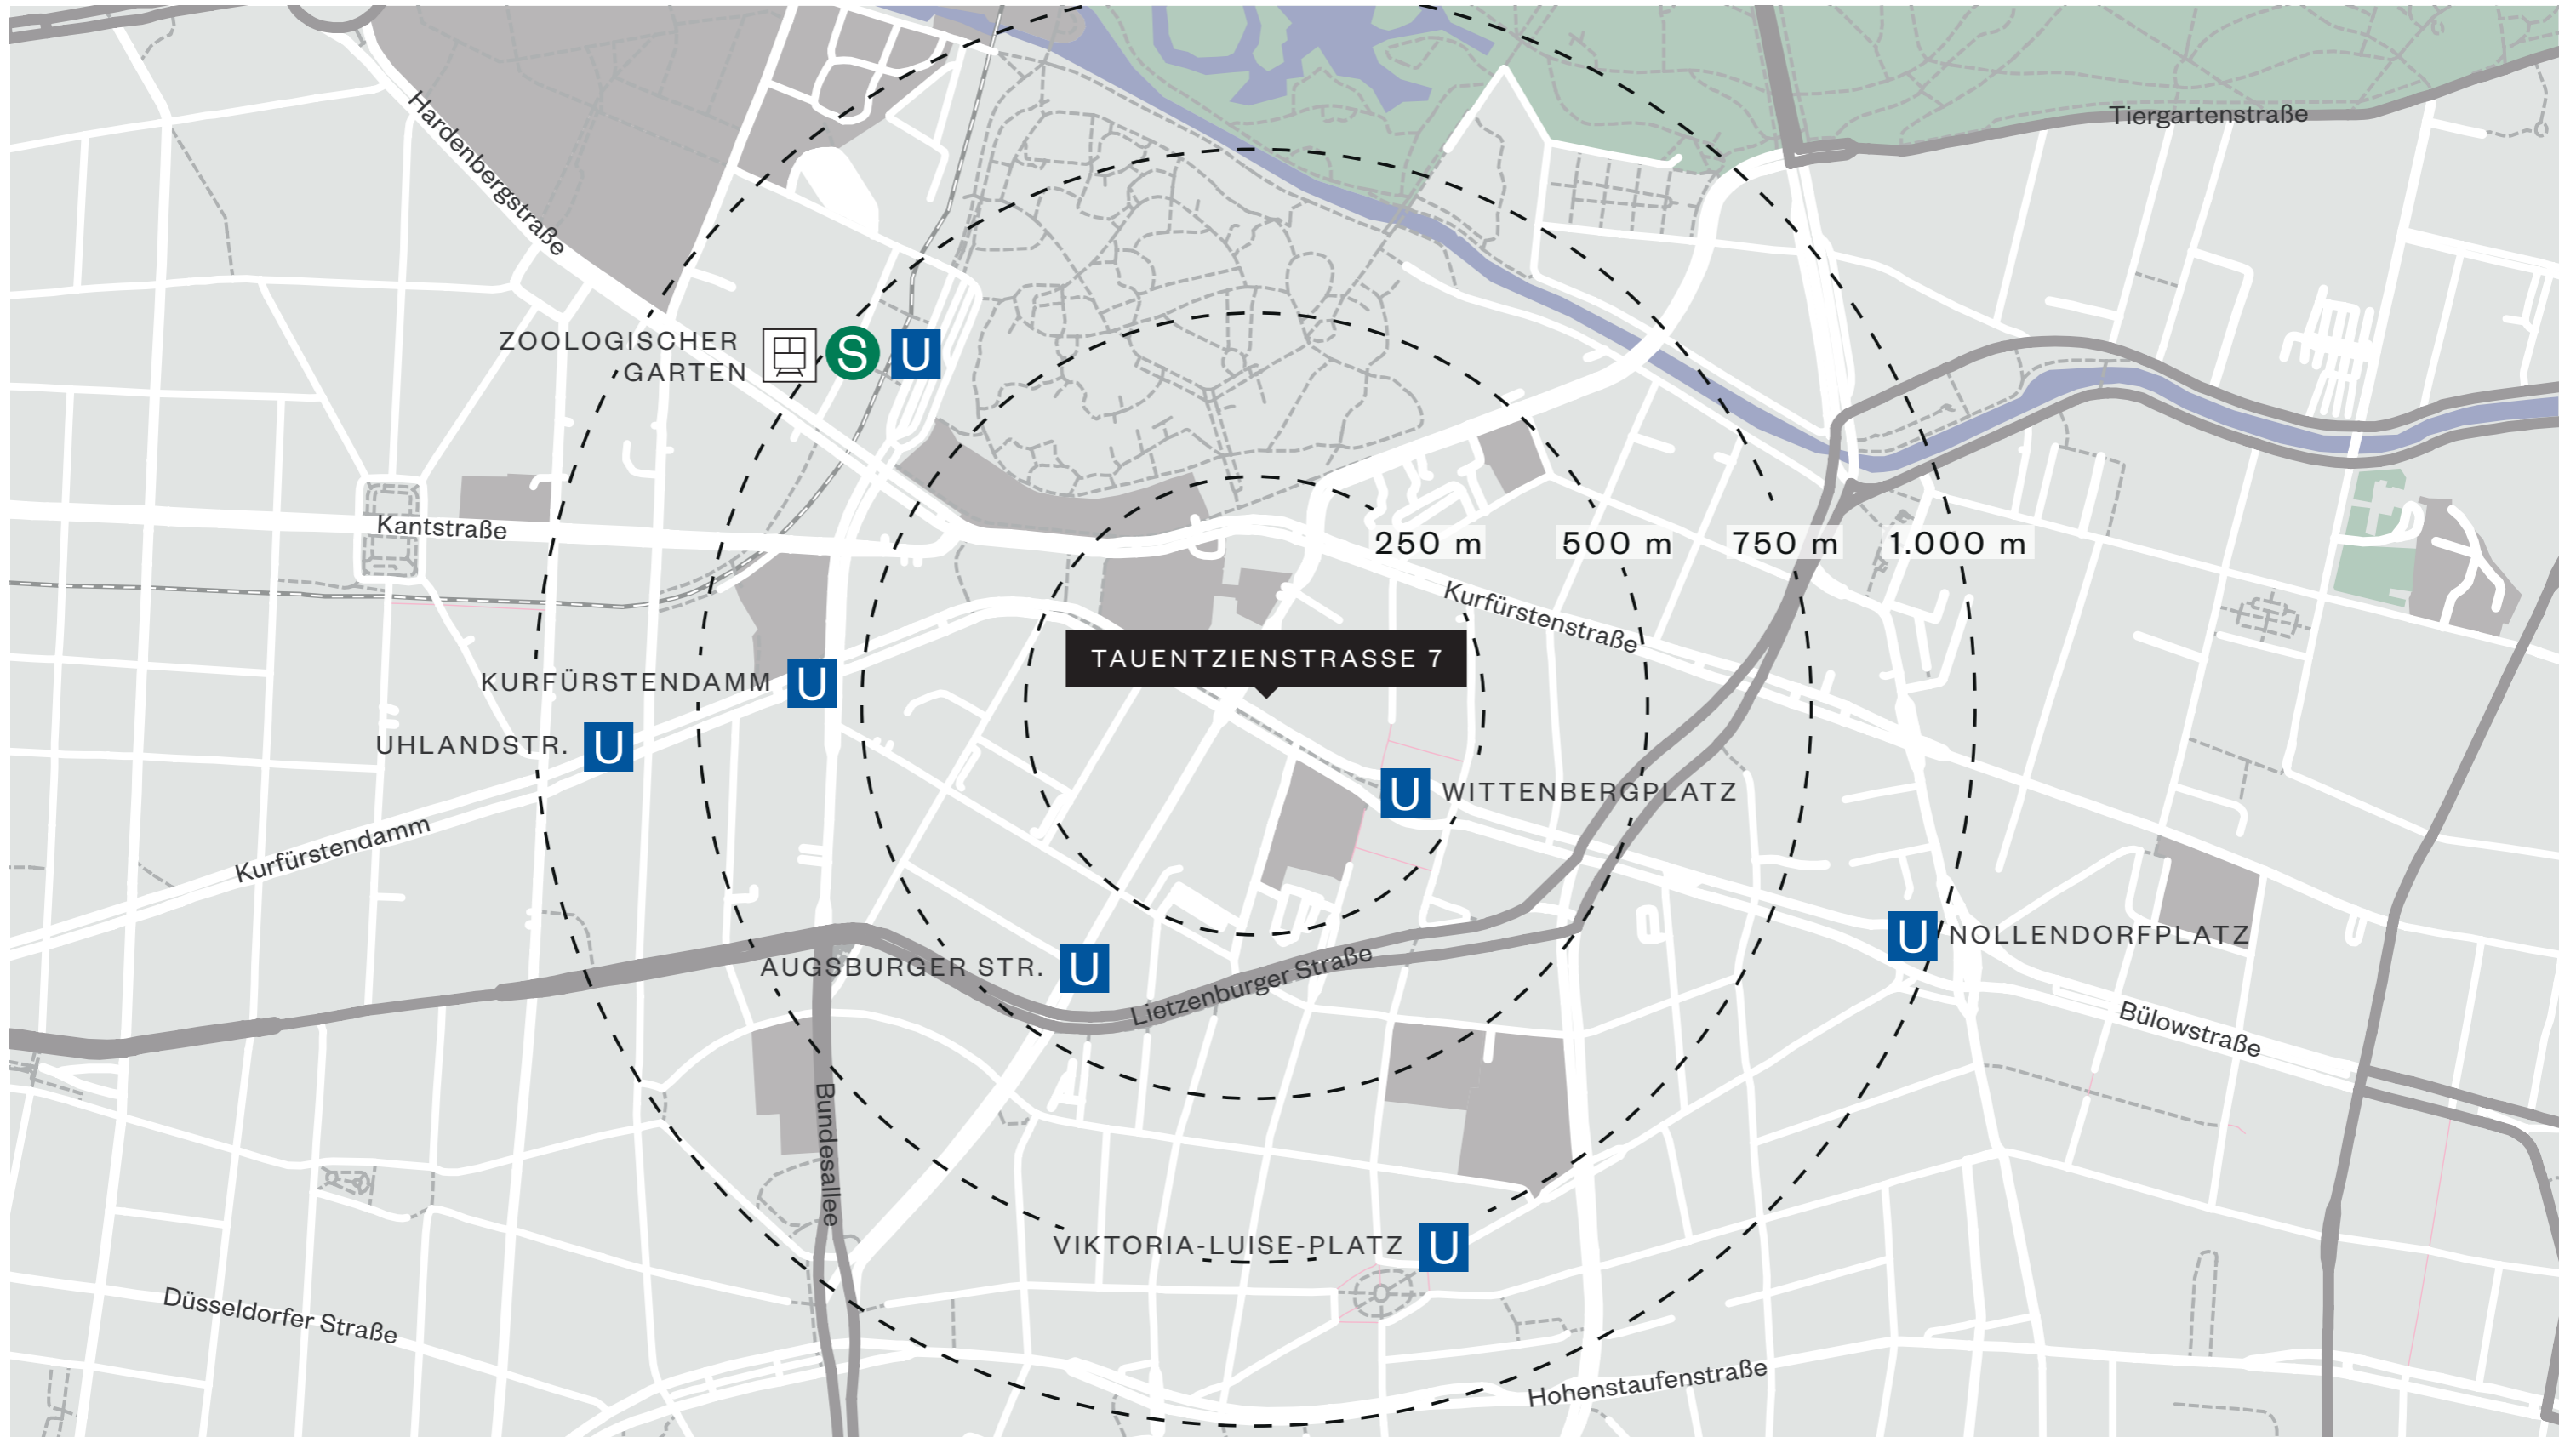 Tiergartenstraße
Hardenbergstraße
ZOOLOGISCHER
GARTEN
S
U
Kantstraße
250 m
500 m
750 m
1.000 m
Kurfürstenstraße
TAUENTZIENSTRASSE 7
KURFÜRSTENDAMM
U
UHLANDSTR.
U
U
WITTENBERGPLATZ
Kurfürstendamm
U
NOLLENDORFPLATZ
AUGSBURGER STR.
U
Lietzenburger Straße
Bülowstraße
Bundesallee
VIKTORIA-LUISE-PLATZ
U
Düsseldorfer Straße
Hohenstaufenstraße